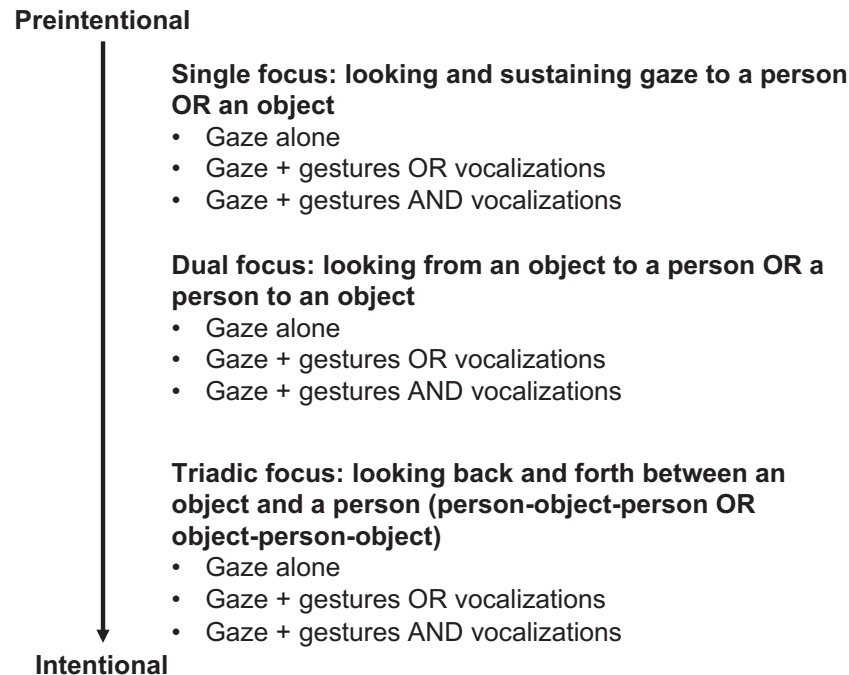 Preintentional
Single focus: looking and sustaining gaze to a person
OR an object
• Gaze alone
• Gaze + gestures OR vocalizations
• Gaze + gestures AND vocalizations
Dual focus: looking from an object to a person OR a
person to an object
• Gaze alone
• Gaze + gestures OR vocalizations
• Gaze + gestures AND vocalizations
Triadic focus: looking back and forth between an
object and a person (person-object-person OR
object-person-object)
• Gaze alone
• Gaze + gestures OR vocalizations
• Gaze + gestures AND vocalizations
Intentional